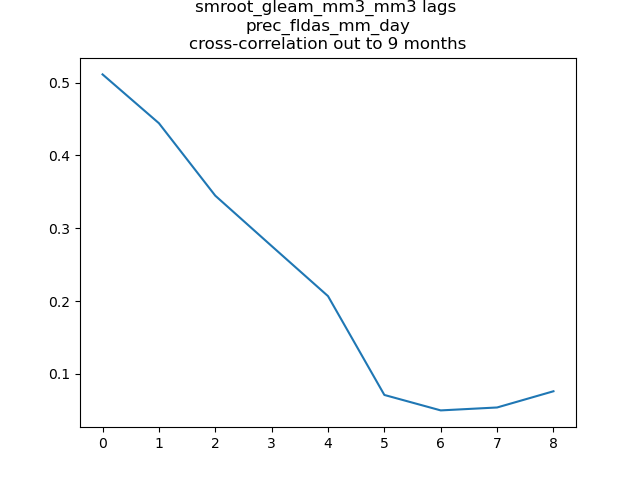 smroot_gleam_mm3_mm3 lags
prec_fldas_mm_day
cross-correlation out to 9 months
0.5
0.4
0.3
0.2
0.1
0 1 2 3 4 5 6 7 8